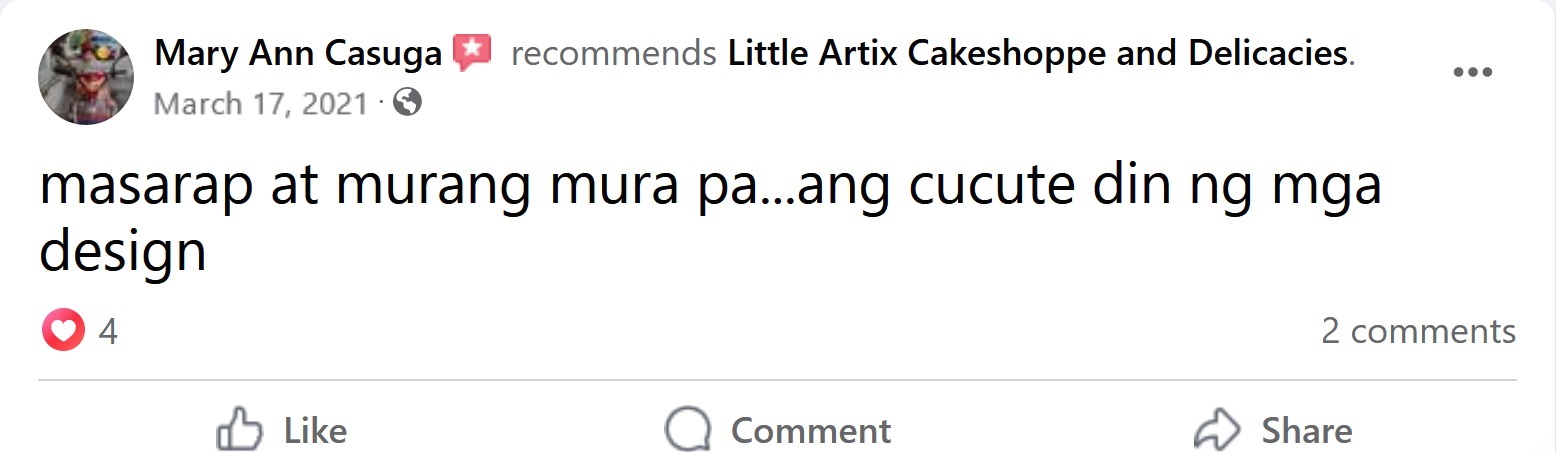 Mary Ann Casuga recommends Little Artix Cakeshoppe and Delicacies.
March 17, 2021 ·
masarap at murang mura pa...ang cucute din ng mga
design
4 2 comments
Like Comment Share